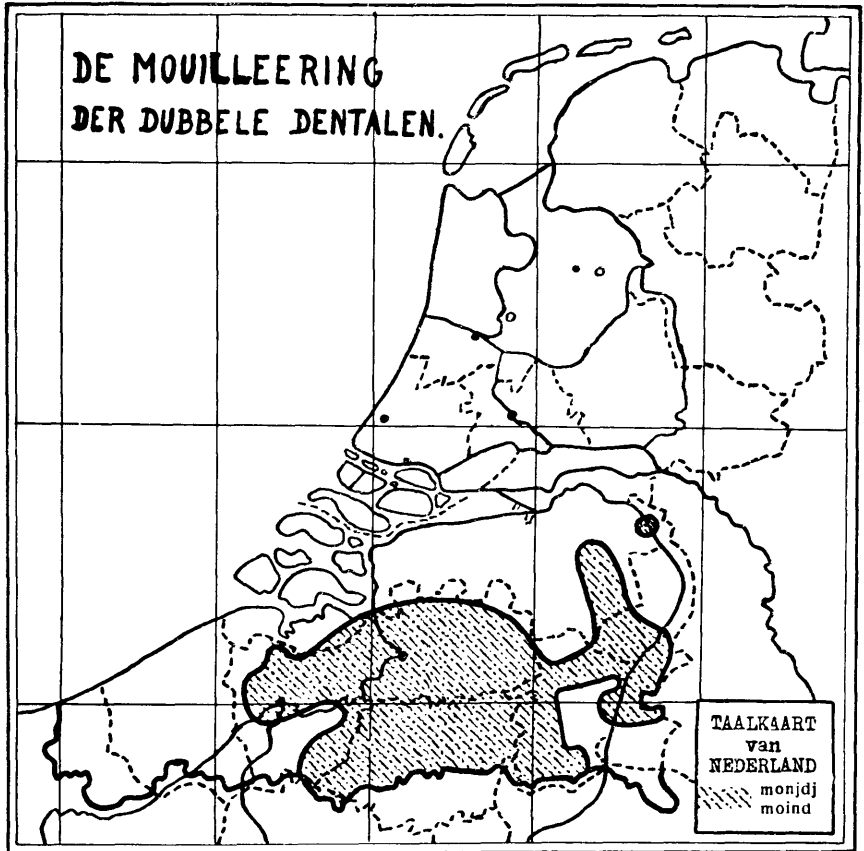 DE MOUILLEERING
DER DUBBELE DENTALEN.
TAALKAART
van
NEDERLAND
monjdj
moind